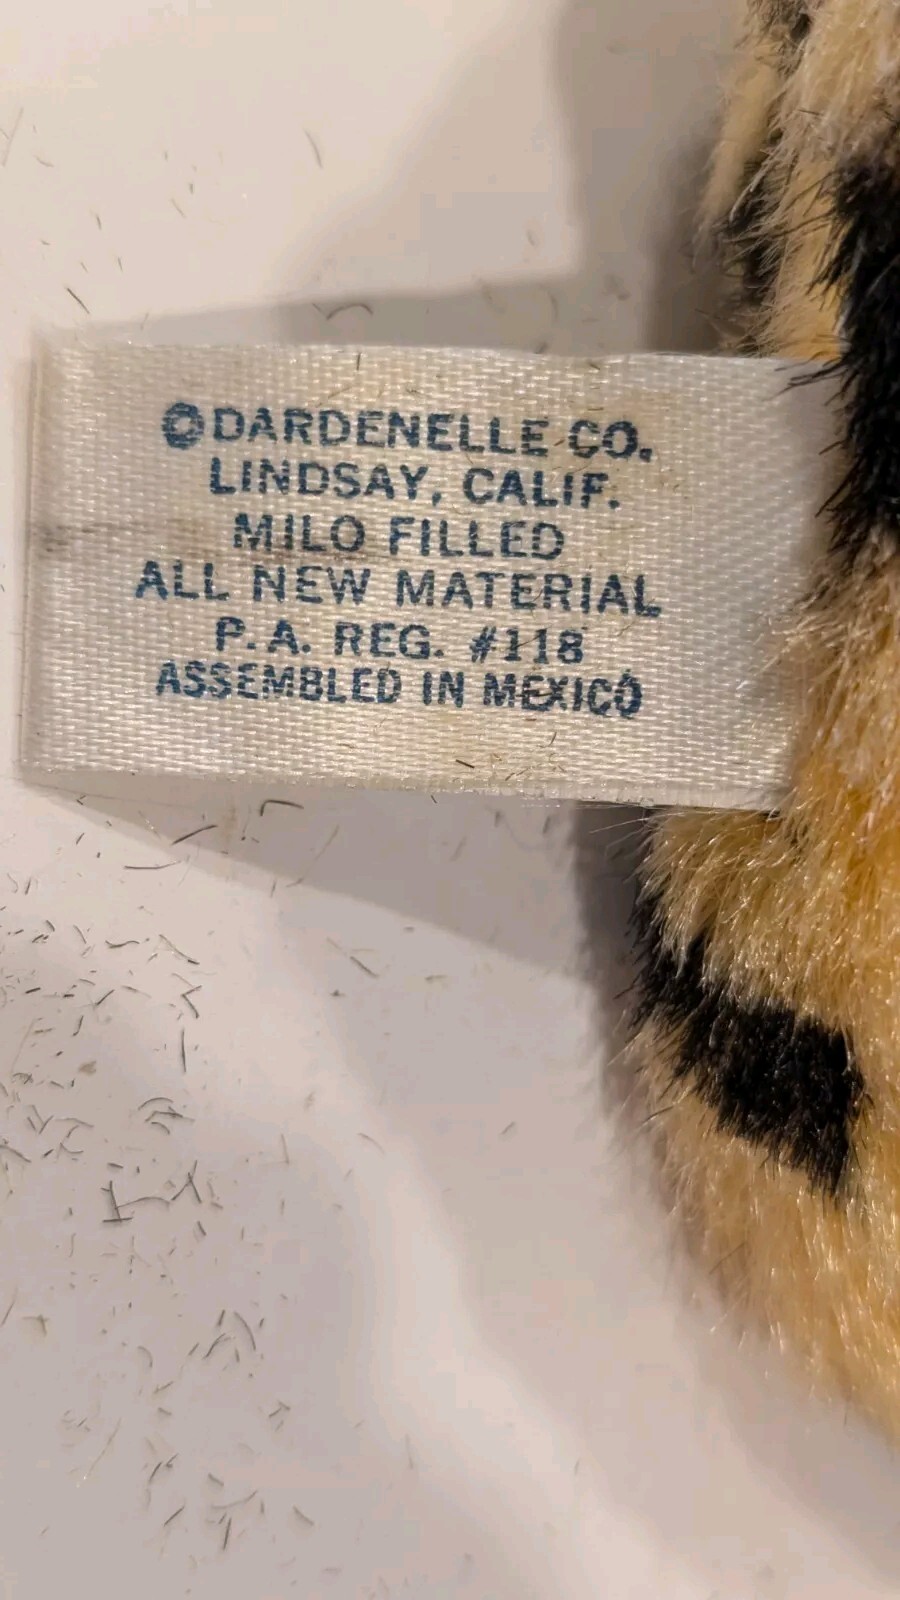 ©DARDENELLE CO.
LINDSAY, CALIF.
MILO FILLED
ALL NEW MATERIAL
P.A. REG. #118
ASSEMBLED IN MEXICO